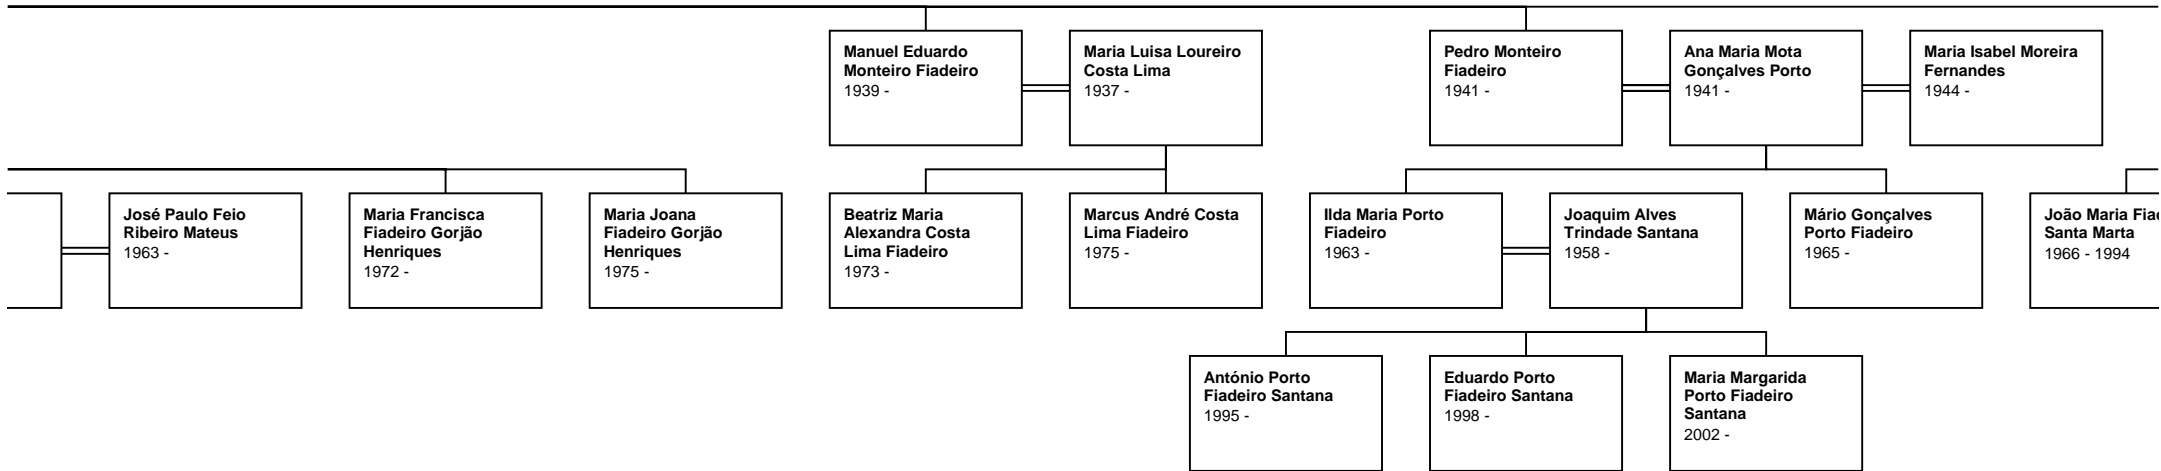 Manuel Eduardo
Monteiro Fiadeiro
1939 -
Maria Luisa Loureiro
Costa Lima
1937 -
Pedro Monteiro
Fiadeiro
1941 -
Ana Maria Mota
Gonçalves Porto
1941 -
Maria Isabel Moreira
Fernandes
1944 -
José Paulo Feio
Ribeiro Mateus
1963 -
Maria Francisca
Fiadeiro Gorjão
Henriques
1972 -
Maria Joana
Fiadeiro Gorjão
Henriques
1975 -
Beatriz Maria
Alexandra Costa
Lima Fiadeiro
1973 -
Marcus André Costa
Lima Fiadeiro
1975 -
Ilda Maria Porto
Fiadeiro
1963 -
Joaquim Alves
Trindade Santana
1958 -
Mário Gonçalves
Porto Fiadeiro
1965 -
João Maria
Santa Marta
1966 - 1994
António Porto
Fiadeiro Santana
1995 -
Eduardo Porto
Fiadeiro Santana
1998 -
Maria Margarida
Porto Fiadeiro
Santana
2002 -